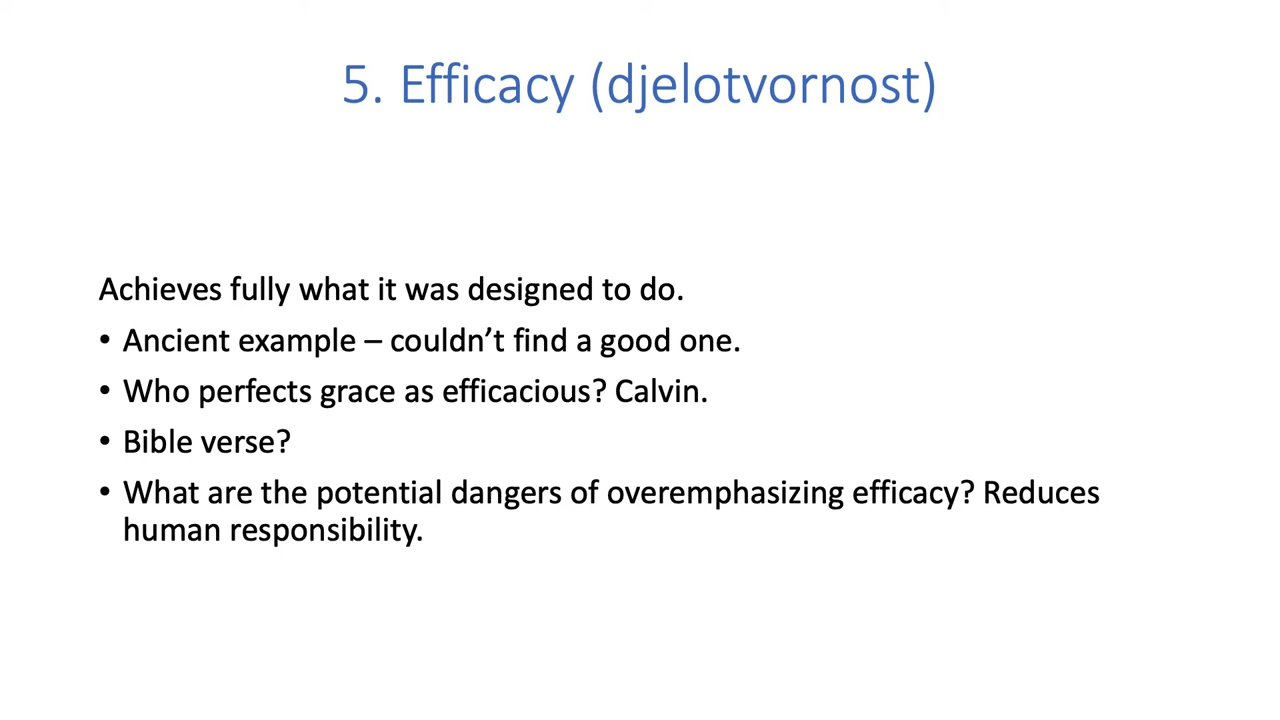 5. Efficacy (djelotvornost)
Achieves fully what it was designed to do.
• Ancient example – couldn’t find a good one.
• Who perfects grace as efficacious? Calvin.
• Bible verse?
• What are the potential dangers of overemphasizing efficacy? Reduces
human responsibility.